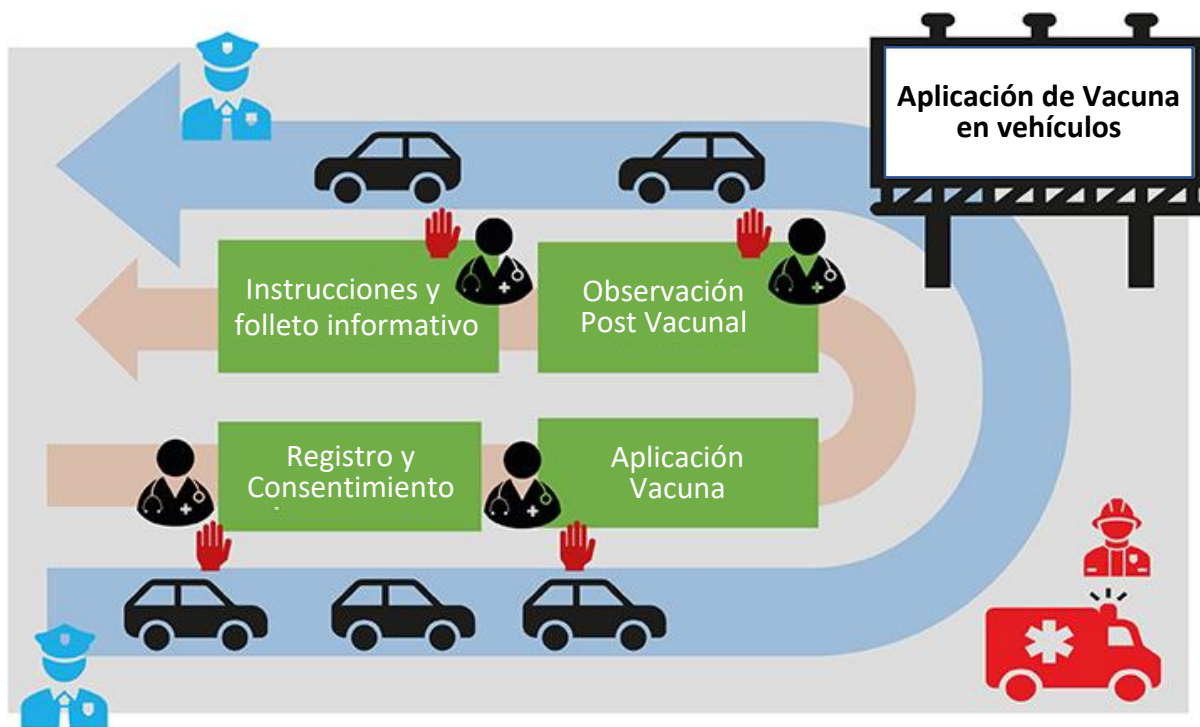 Aplicación de Vacuna
en vehículos
Instrucciones y
folleto informativo
Observación
Post Vacunal
Registro y
Consentimiento
Aplicación
Vacuna